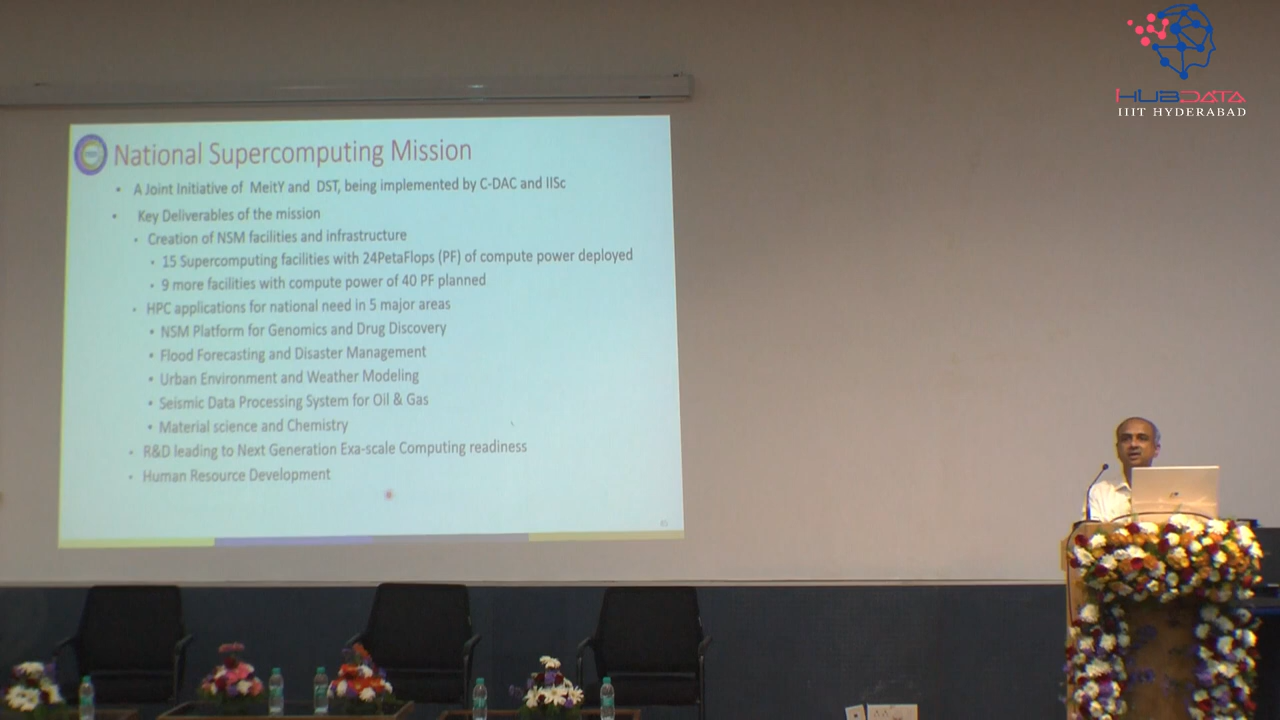 HUBDATA
IIIT HYDERABAD
National Supercomputing Mission
• A Joint Initiative of MeitY and DST, being implemented by C-DAC and IISc
• Key Deliverables of the mission
• Creation of NSM facilities and infrastructure
• 15 Supercomputing facilities with 24PetaFlops (PF) of compute power deployed
• 9 more facilities with compute power of 40 PF planned
• HPC applications for national need in 5 major areas
• NSM Platform for Genomics and Drug Discovery
• Flood Forecasting and Disaster Management
• Urban Environment and Weather Modeling
• Seismic Data Processing System for Oil & Gas
• Material science and Chemistry
• R&D leading to Next Generation Exa-scale Computing readiness
• Human Resource Development